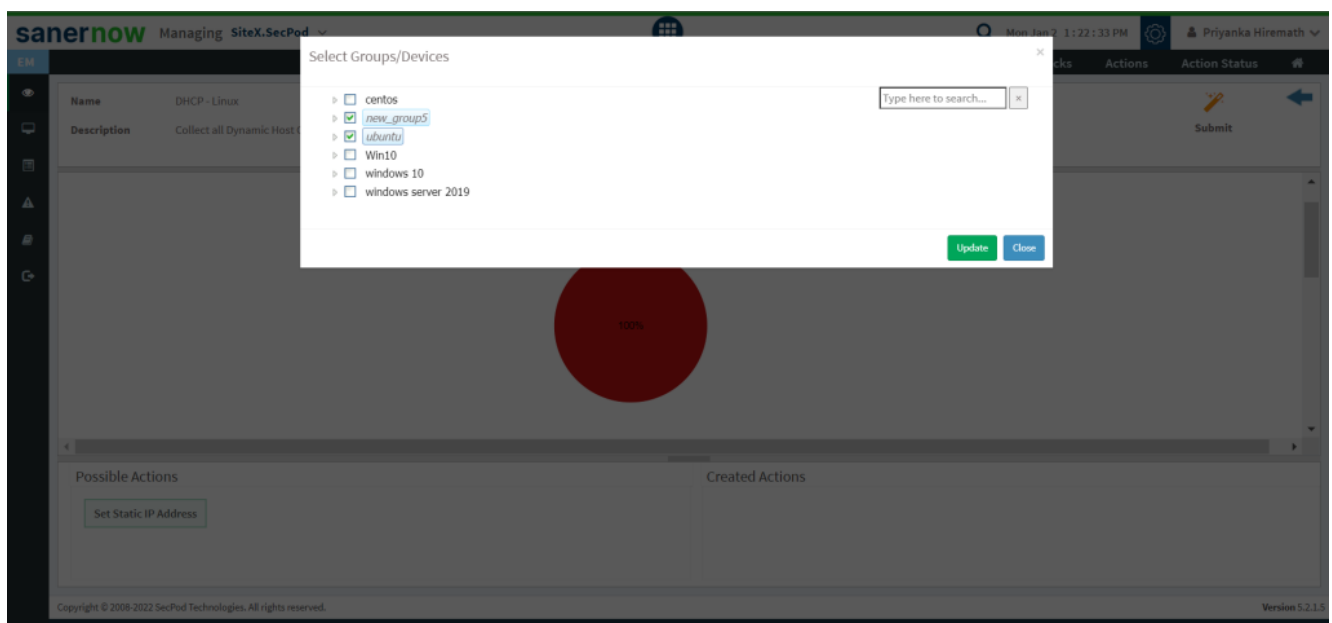 sanernow Managing SiteX.SecPod Mon Jan 2 1:22:33 PM Priyanka Hiremath
EM cks Actions Action Status
Select Groups/Devices ×
Name DHCP - Linux
Description Collect all Dynamic Host
Submit
Type here to search... ×
centos
new_group5
ubuntu
Win10
windows 10
windows server 2019
Update Close
100%
Possible Actions Created Actions
Set Static IP Address
Copyright © 2008-2022 SecPod Technologies. All rights reserved. Version 5.2.1.5